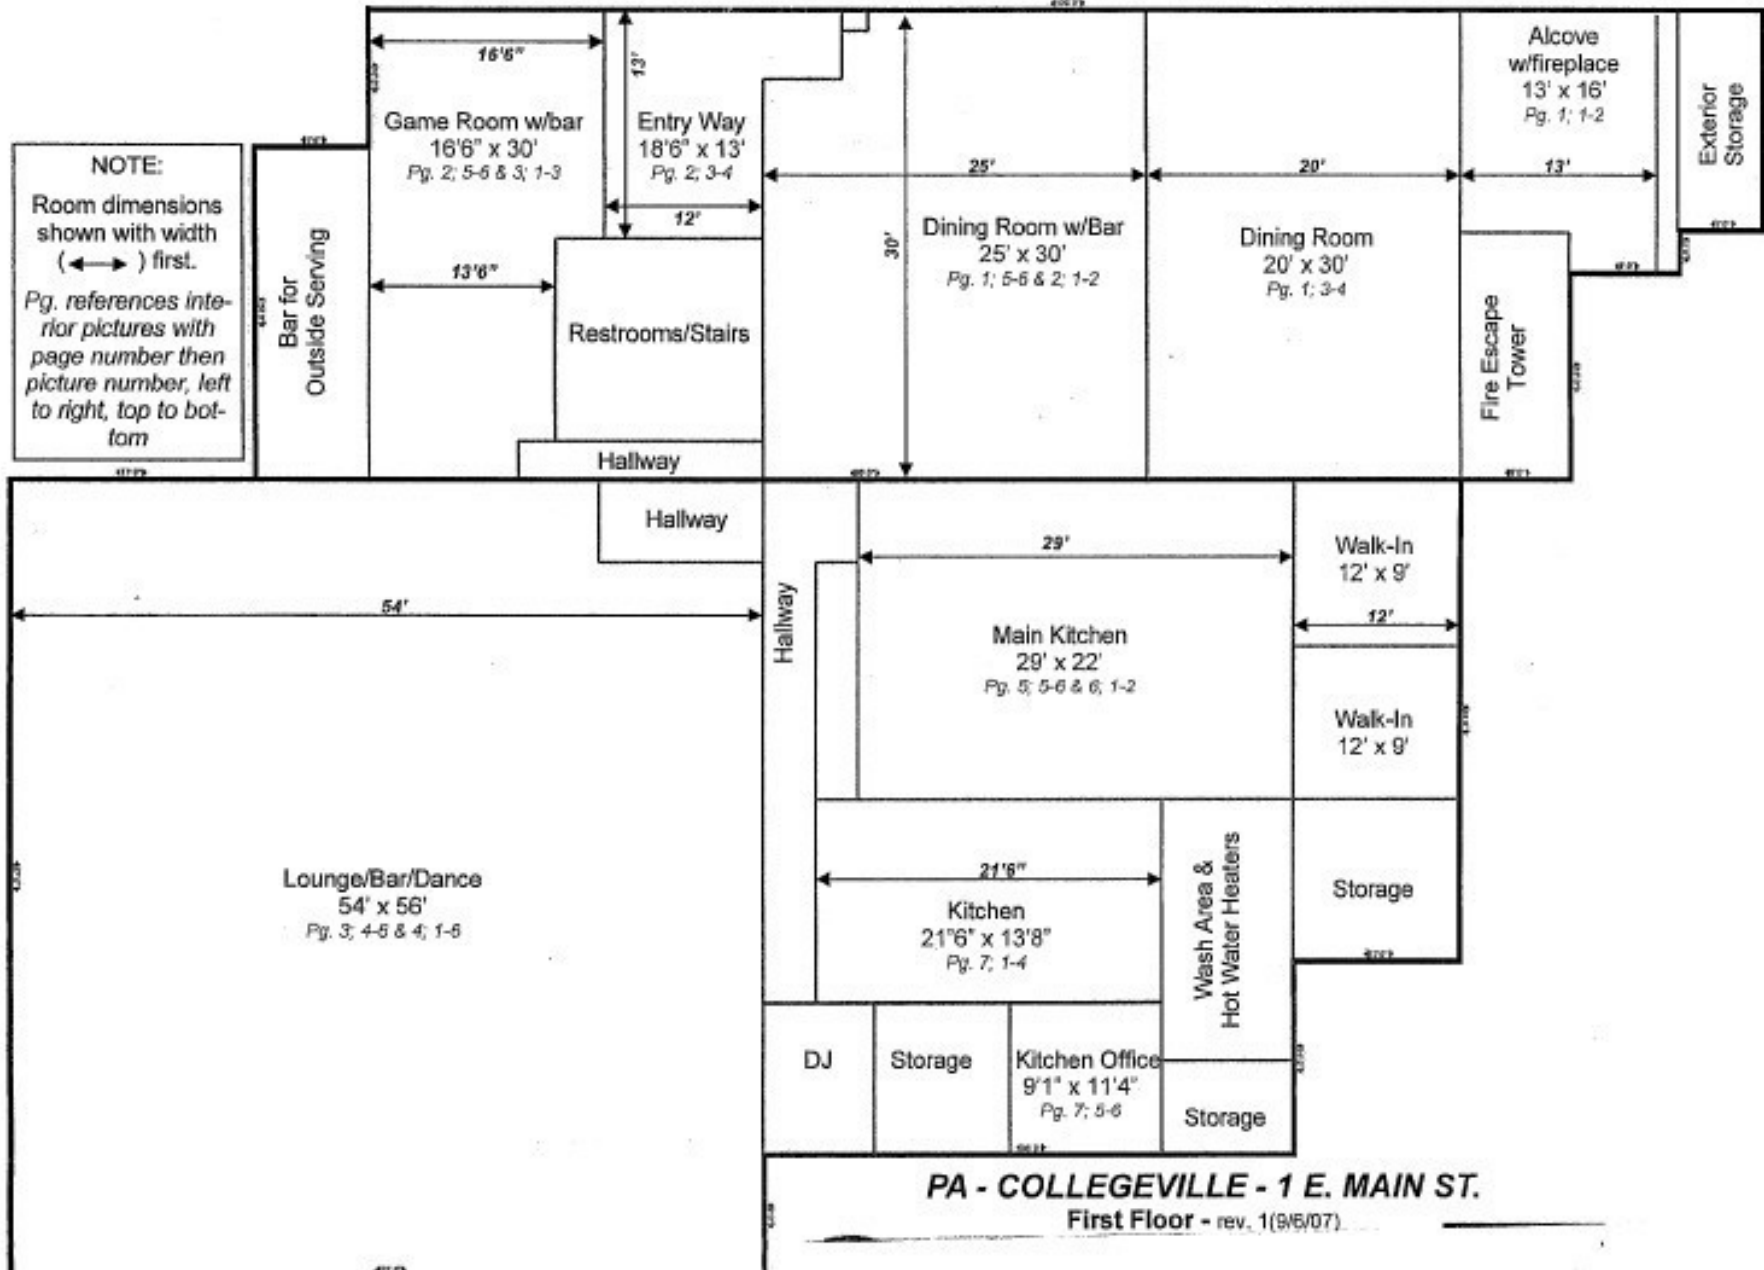 NOTE:
Room dimensions
shown with width
( ) first.
Pg. references inte-
rior pictures with
page number then
picture number, left
to right, top to bot-
tom
16'6"
13'
Game Room w/bar
16'6" x 30'
Pg. 2; 5-6 & 3; 1-3
Entry Way
18'6" x 13'
Pg. 2; 3-4
12'
13'6"
Bar for
Outside Serving
Restrooms/Stairs
Hallway
25'
30'
Dining Room w/Bar
25' x 30'
Pg. 1; 5-6 & 2; 1-2
20'
Dining Room
20' x 30'
Pg. 1; 3-4
Alcove
w/fireplace
13' x 16'
Pg. 1; 1-2
13'
Exterior
Storage
Fire Escape
Tower
Hallway
54'
Lounge/Bar/Dance
54' x 56'
Pg. 3; 4-6 & 4; 1-6
Hallway
29'
Main Kitchen
29' x 22'
Pg. 5; 5-6 & 6; 1-2
Walk-In
12' x 9'
12'
Walk-In
12' x 9'
21'6"
Kitchen
21"6" x 13'8"
Pg. 7; 1-4
Wash Area &
Hot Water Heaters
Storage
DJ
Storage
Kitchen Office
9'1" x 11'4"
Pg. 7; 5-6
Storage
PA - COLLEGEVILLE - 1 E. MAIN ST.
First Floor - rev. 1(9/6/07)